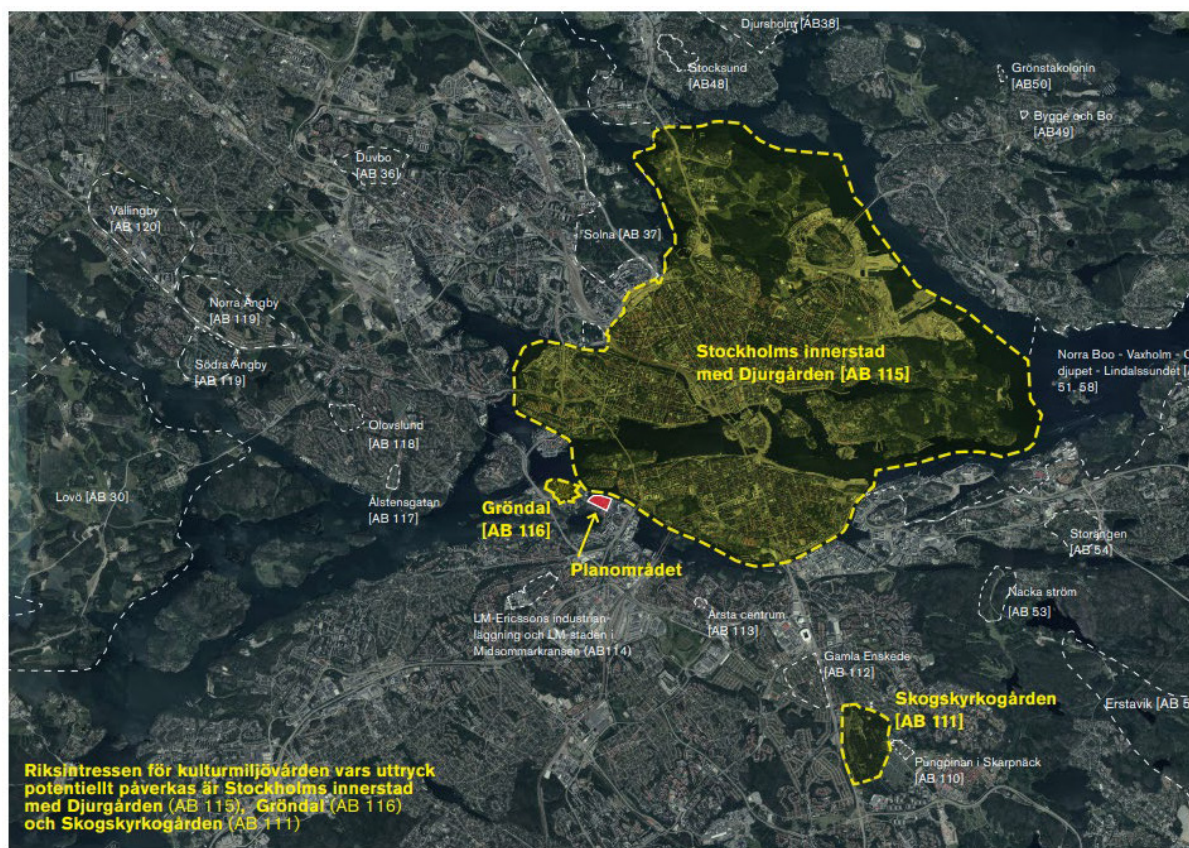 Djursholm [AB38]
Stocksund
[AB48]
Grönstakolonin
[AB50]
Bygge och Bo
[AB49]
Duvbo
[AB 36]
Vällingby
[AB 120]
Solna [AB 37]
Norra Ängby
[AB 119]
Södra Ängby
[AB 119]
Stockholms innerstad
med Djurgården [AB 115]
Norra Boo - Vaxholm -
djupet - Lindalssundet
51, 58]
Olovslund
[AB 118]
Lovö [AB 30]
Ålstensgatan
[AB 117]
Gröndal
[AB 116]
Planområdet
Storängen
[AB 54]
Nacka ström
[AB 53]
LM-Ericssons industrian-
läggning och LM-staden i
Midsommarkransen (AB114)
Årsta centrum
[AB 113]
Gamla Enskede
[AB 112]
Skogskyrkogården
[AB 111]
Erstavik [AB
Pungpinan i Skarpnäck
[AB 110]
Riksintressen för kulturmiljövården vars uttryck
potentiellt påverkas är Stockholms innerstad
med Djurgården (AB 115), Gröndal (AB 116)
och Skogskyrkogården (AB 111)